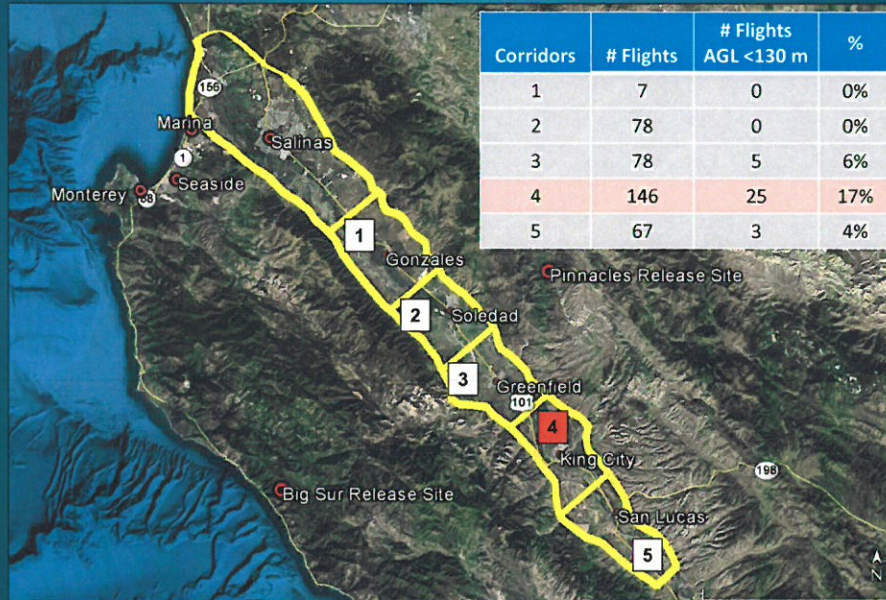 Corridors # Flights # Flights AGL <130 m %
1 7 0 0%
2 78 0 0%
3 78 5 6%
4 146 25 17%
5 67 3 4%
156
Marina
Salinas
1
Monterey
68
Seaside
1
Gonzales
Pinnacles Release Site
2
Soledad
3
Greenfield
101
4
King City
198
Big Sur Release Site
San Lucas
5
N